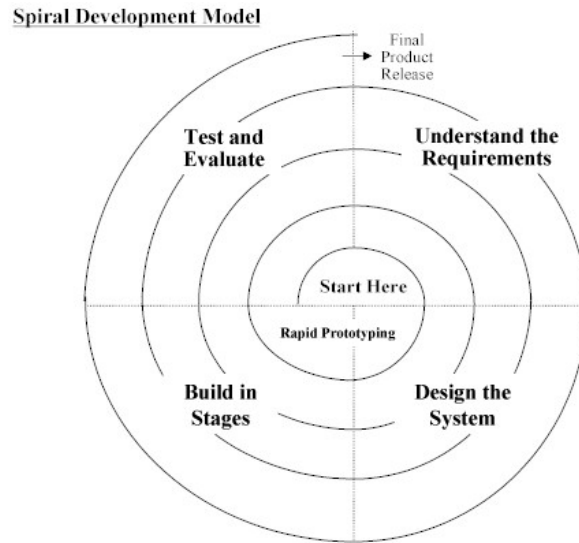 Spiral Development Model
Final
Product
Release
Test and
Evaluate
Understand the
Requirements
Start Here
Rapid Prototyping
Build in
Stages
Design the
System